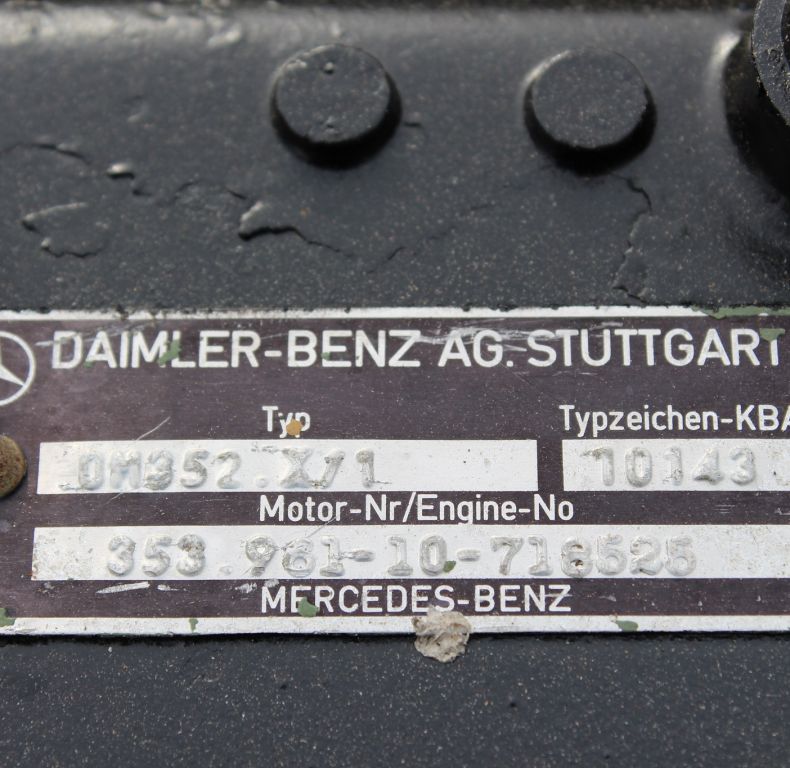 DAIMLER-BENZ AG. STUTTGART
Typ Typzeichen-KBA
OM352.X/1 10143
Motor-Nr/Engine-No
353.961-10-716525
MERCEDES-BENZ